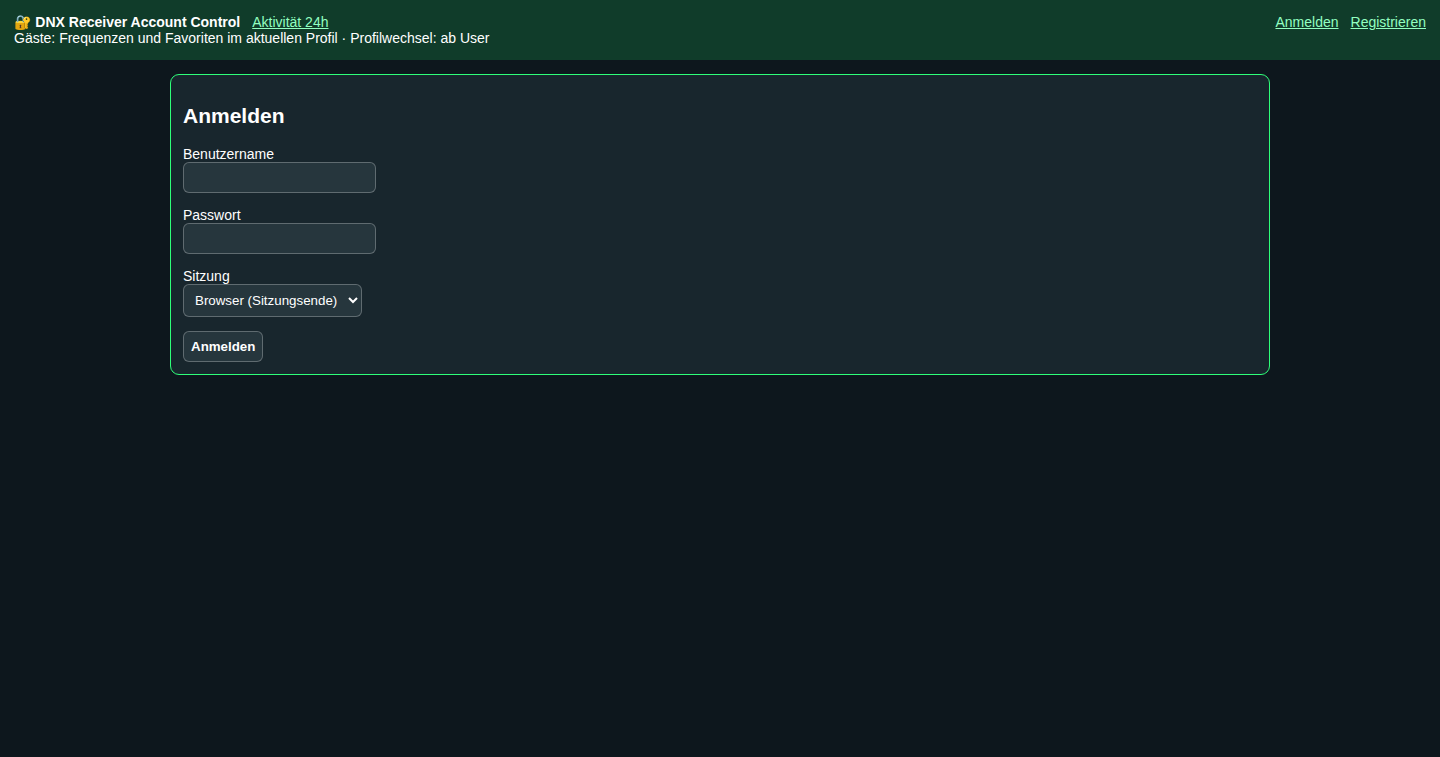 🔐 DNX Receiver Account Control Aktivität 24h Anmelden Registrieren
Gäste: Frequenzen und Favoriten im aktuellen Profil · Profilwechsel: ab User
Anmelden
Benutzername
Passwort
Sitzung
Browser (Sitzungsende)
Anmelden